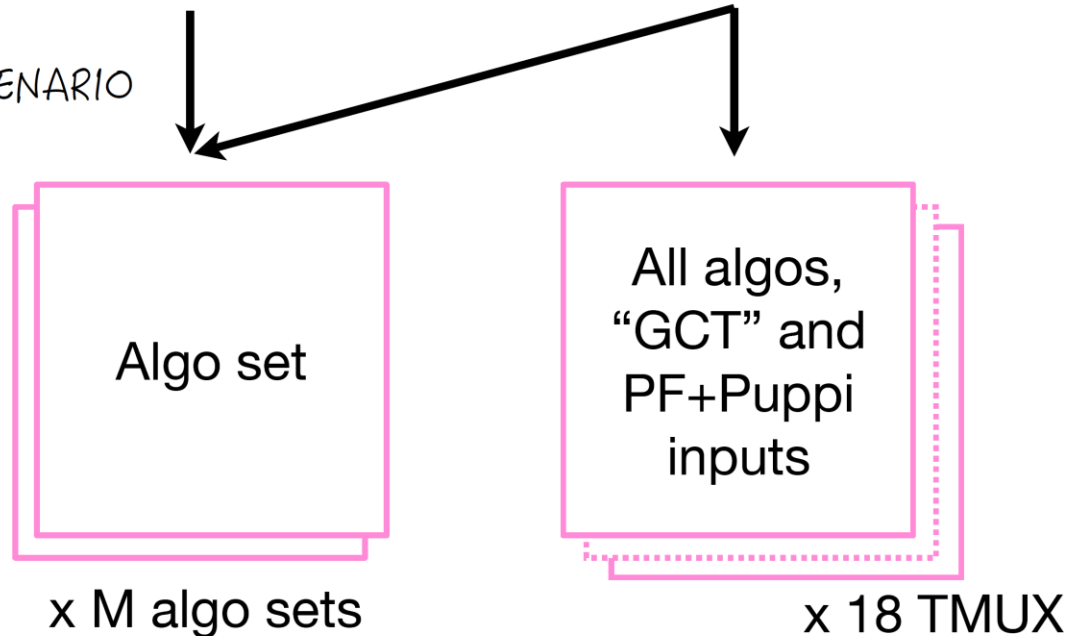 ENARIO
Algo set
All algos,
“GCT” and
PF+Puppi
inputs
x M algo sets
x 18 TMUX